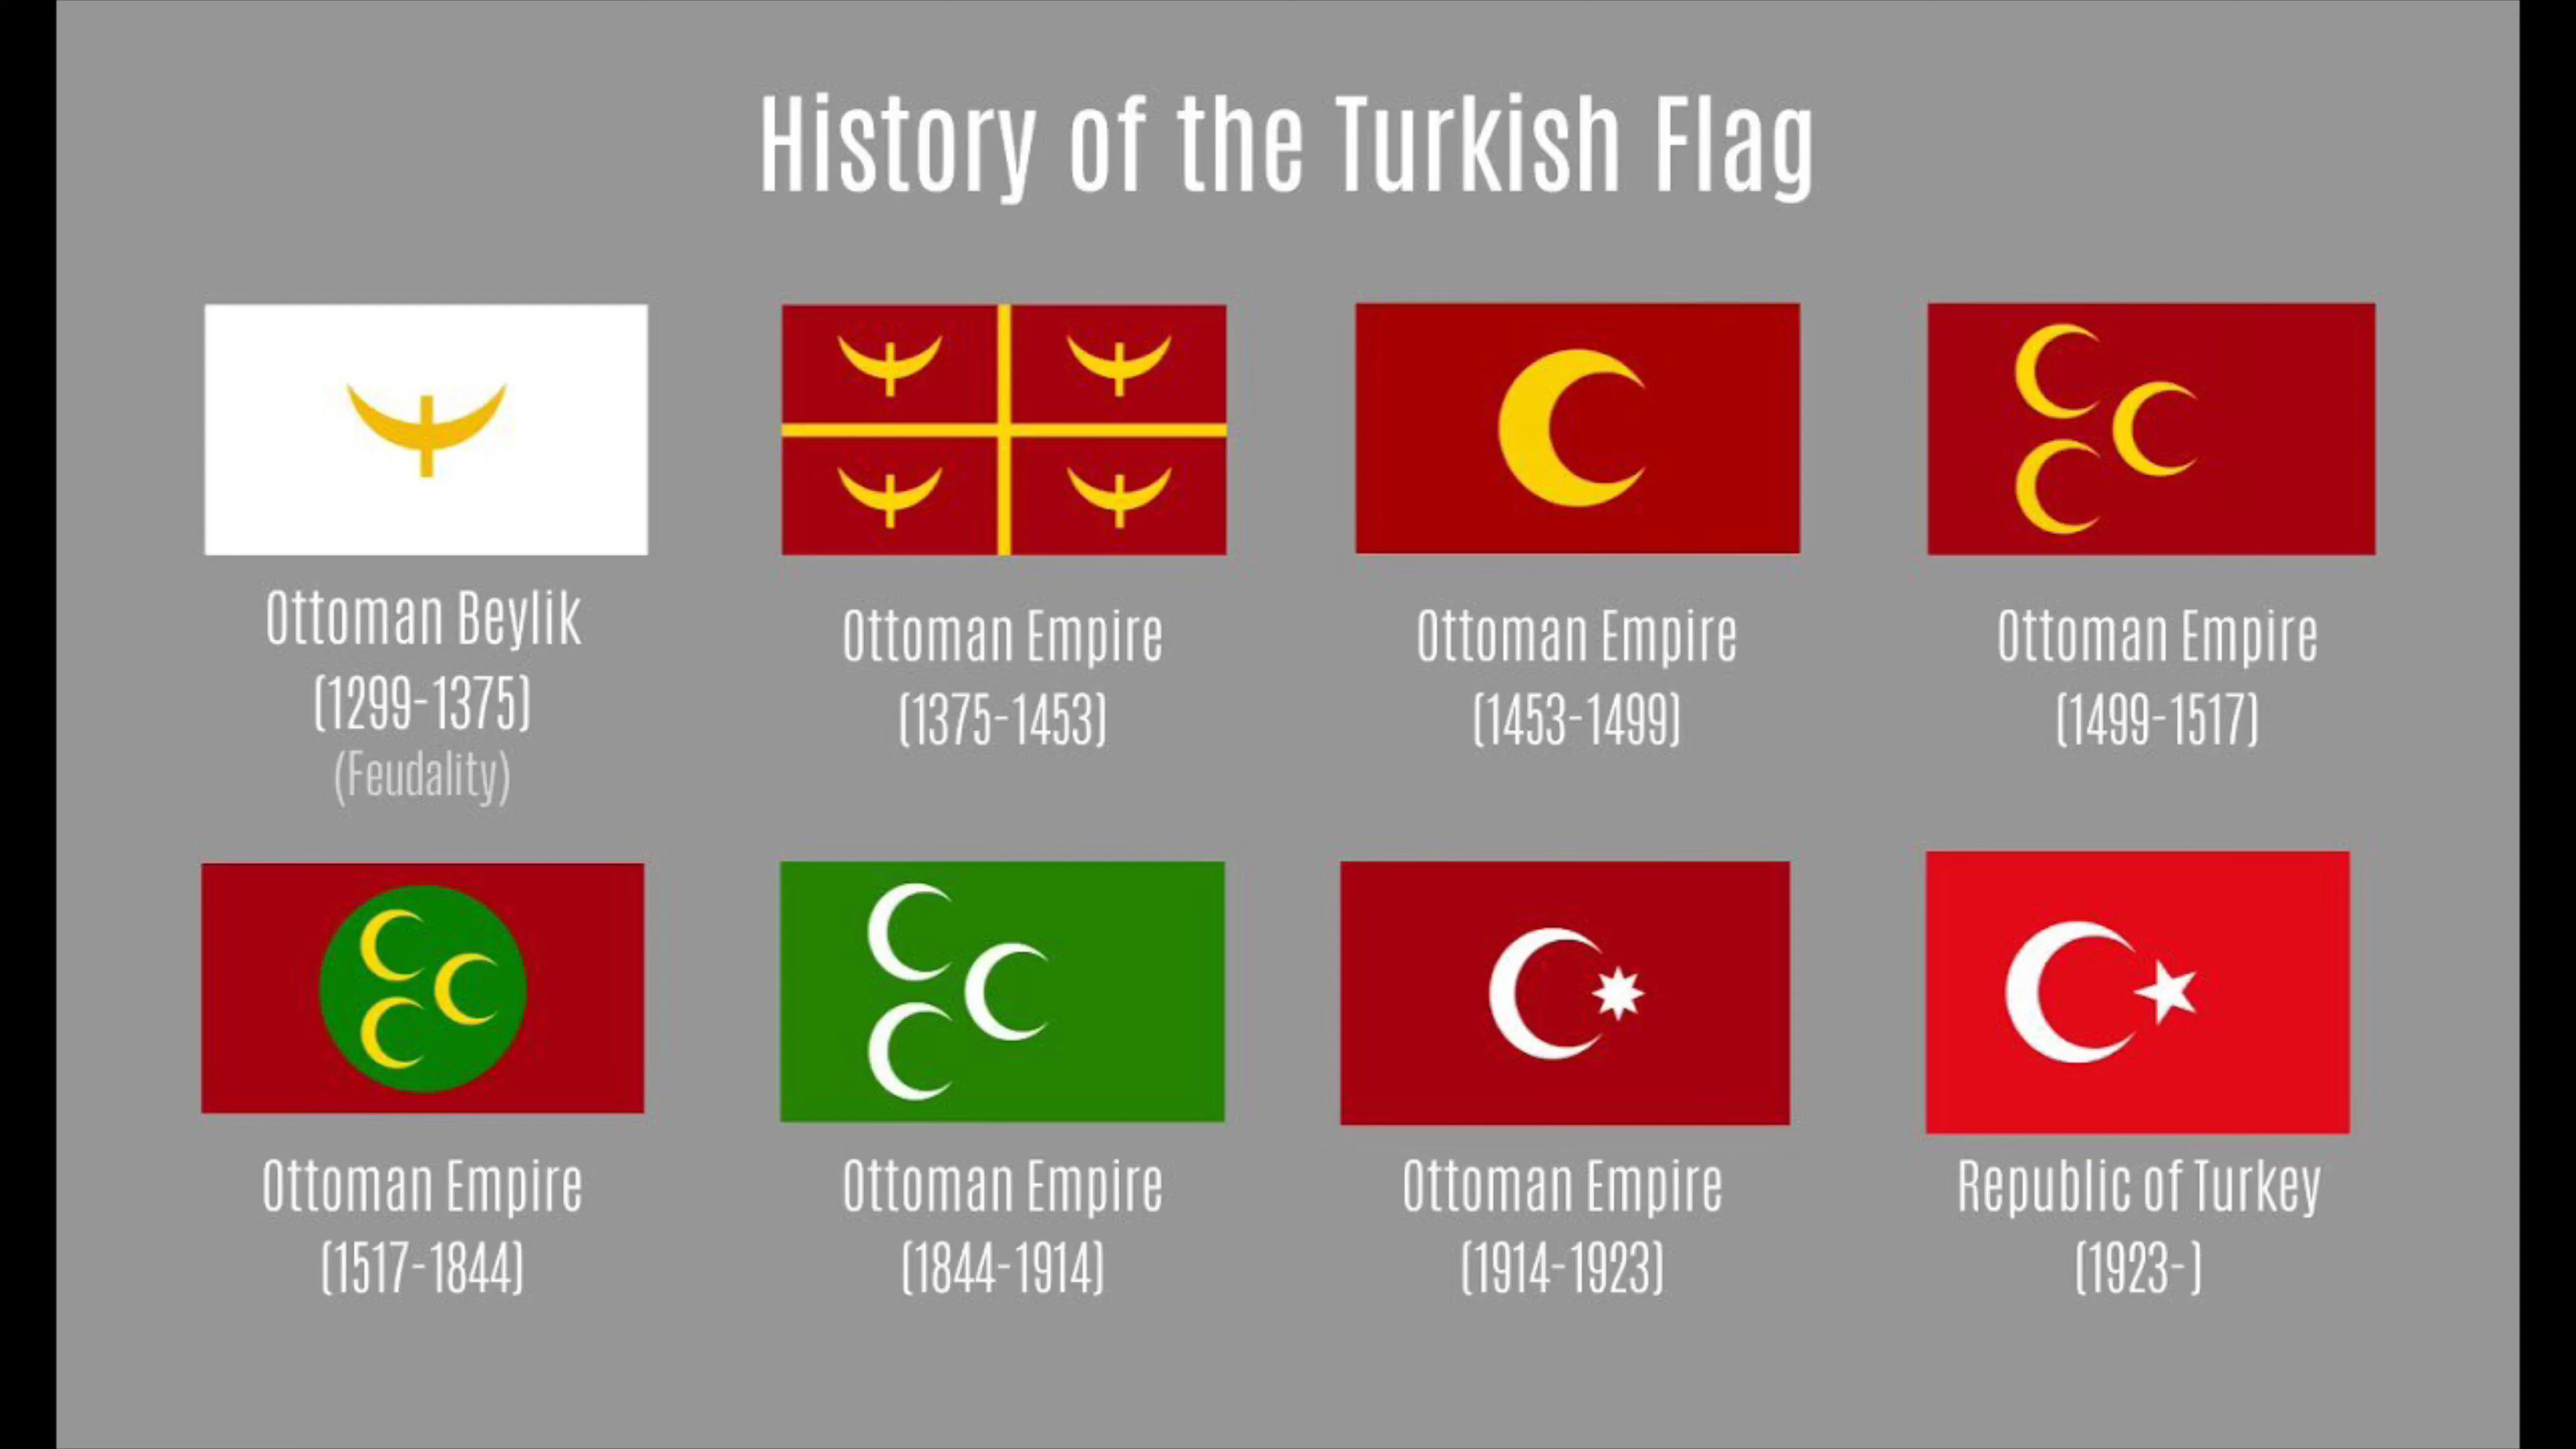 History of the Turkish Flag
Ottoman Beylik
(1299-1375)
(Feudality)
Ottoman Empire
(1375-1453)
Ottoman Empire
(1453-1499)
Ottoman Empire
(1499-1517)
Ottoman Empire
(1517-1844)
Ottoman Empire
(1844-1914)
Ottoman Empire
(1914-1923)
Republic of Turkey
(1923-)